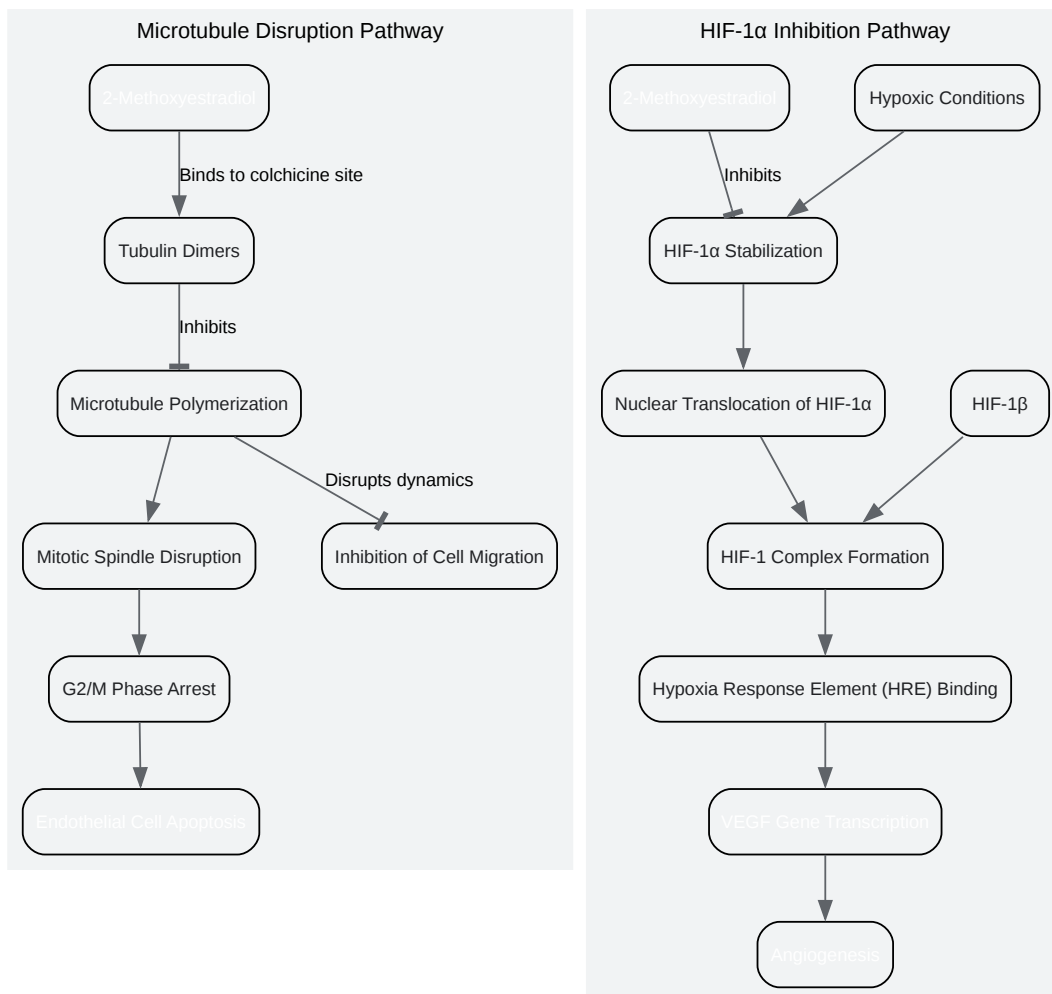 Microtubule Disruption Pathway
2-Methoxyestradiol
Binds to colchicine site
Tubulin Dimers
Inhibits
Microtubule Polymerization
Disrupts dynamics
Mitotic Spindle Disruption
Inhibition of Cell Migration
G2/M Phase Arrest
Endothelial Cell Apoptosis
HIF-1α Inhibition Pathway
2-Methoxyestradiol
Hypoxic Conditions
Inhibits
HIF-1α Stabilization
Nuclear Translocation of HIF-1α
HIF-1β
HIF-1 Complex Formation
Hypoxia Response Element (HRE) Binding
VEGF Gene Transcription
Angiogenesis